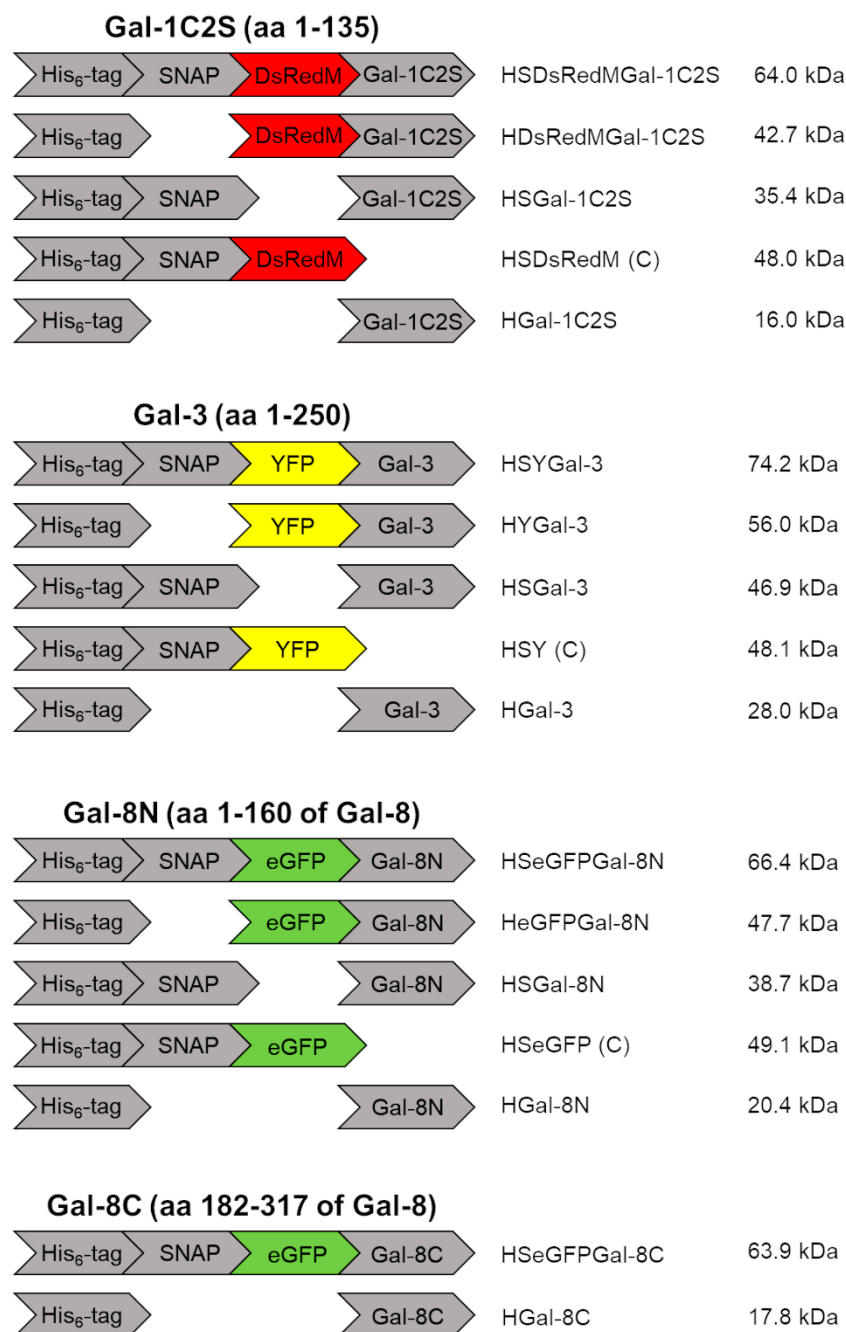 Gal-1C2S (aa 1-135)
His₆-tag SNAP DsRedM Gal-1C2S HSDsRedMGal-1C2S 64.0 kDa
His₆-tag DsRedM Gal-1C2S HDsRedMGal-1C2S 42.7 kDa
His₆-tag SNAP Gal-1C2S HSGal-1C2S 35.4 kDa
His₆-tag SNAP DsRedM HSDsRedM (C) 48.0 kDa
His₆-tag Gal-1C2S HGal-1C2S 16.0 kDa
Gal-3 (aa 1-250)
His₆-tag SNAP YFP Gal-3 HSYGal-3 74.2 kDa
His₆-tag YFP Gal-3 HYGal-3 56.0 kDa
His₆-tag SNAP Gal-3 HSGal-3 46.9 kDa
His₆-tag SNAP YFP HSY (C) 48.1 kDa
His₆-tag Gal-3 HGal-3 28.0 kDa
Gal-8N (aa 1-160 of Gal-8)
His₆-tag SNAP eGFP Gal-8N HSeGFPGal-8N 66.4 kDa
His₆-tag eGFP Gal-8N HeGFPGal-8N 47.7 kDa
His₆-tag SNAP Gal-8N HSGal-8N 38.7 kDa
His₆-tag SNAP eGFP HSeGFP (C) 49.1 kDa
His₆-tag Gal-8N HGal-8N 20.4 kDa
Gal-8C (aa 182-317 of Gal-8)
His₆-tag SNAP eGFP Gal-8C HSeGFPGal-8C 63.9 kDa
His₆-tag Gal-8C HGal-8C 17.8 kDa